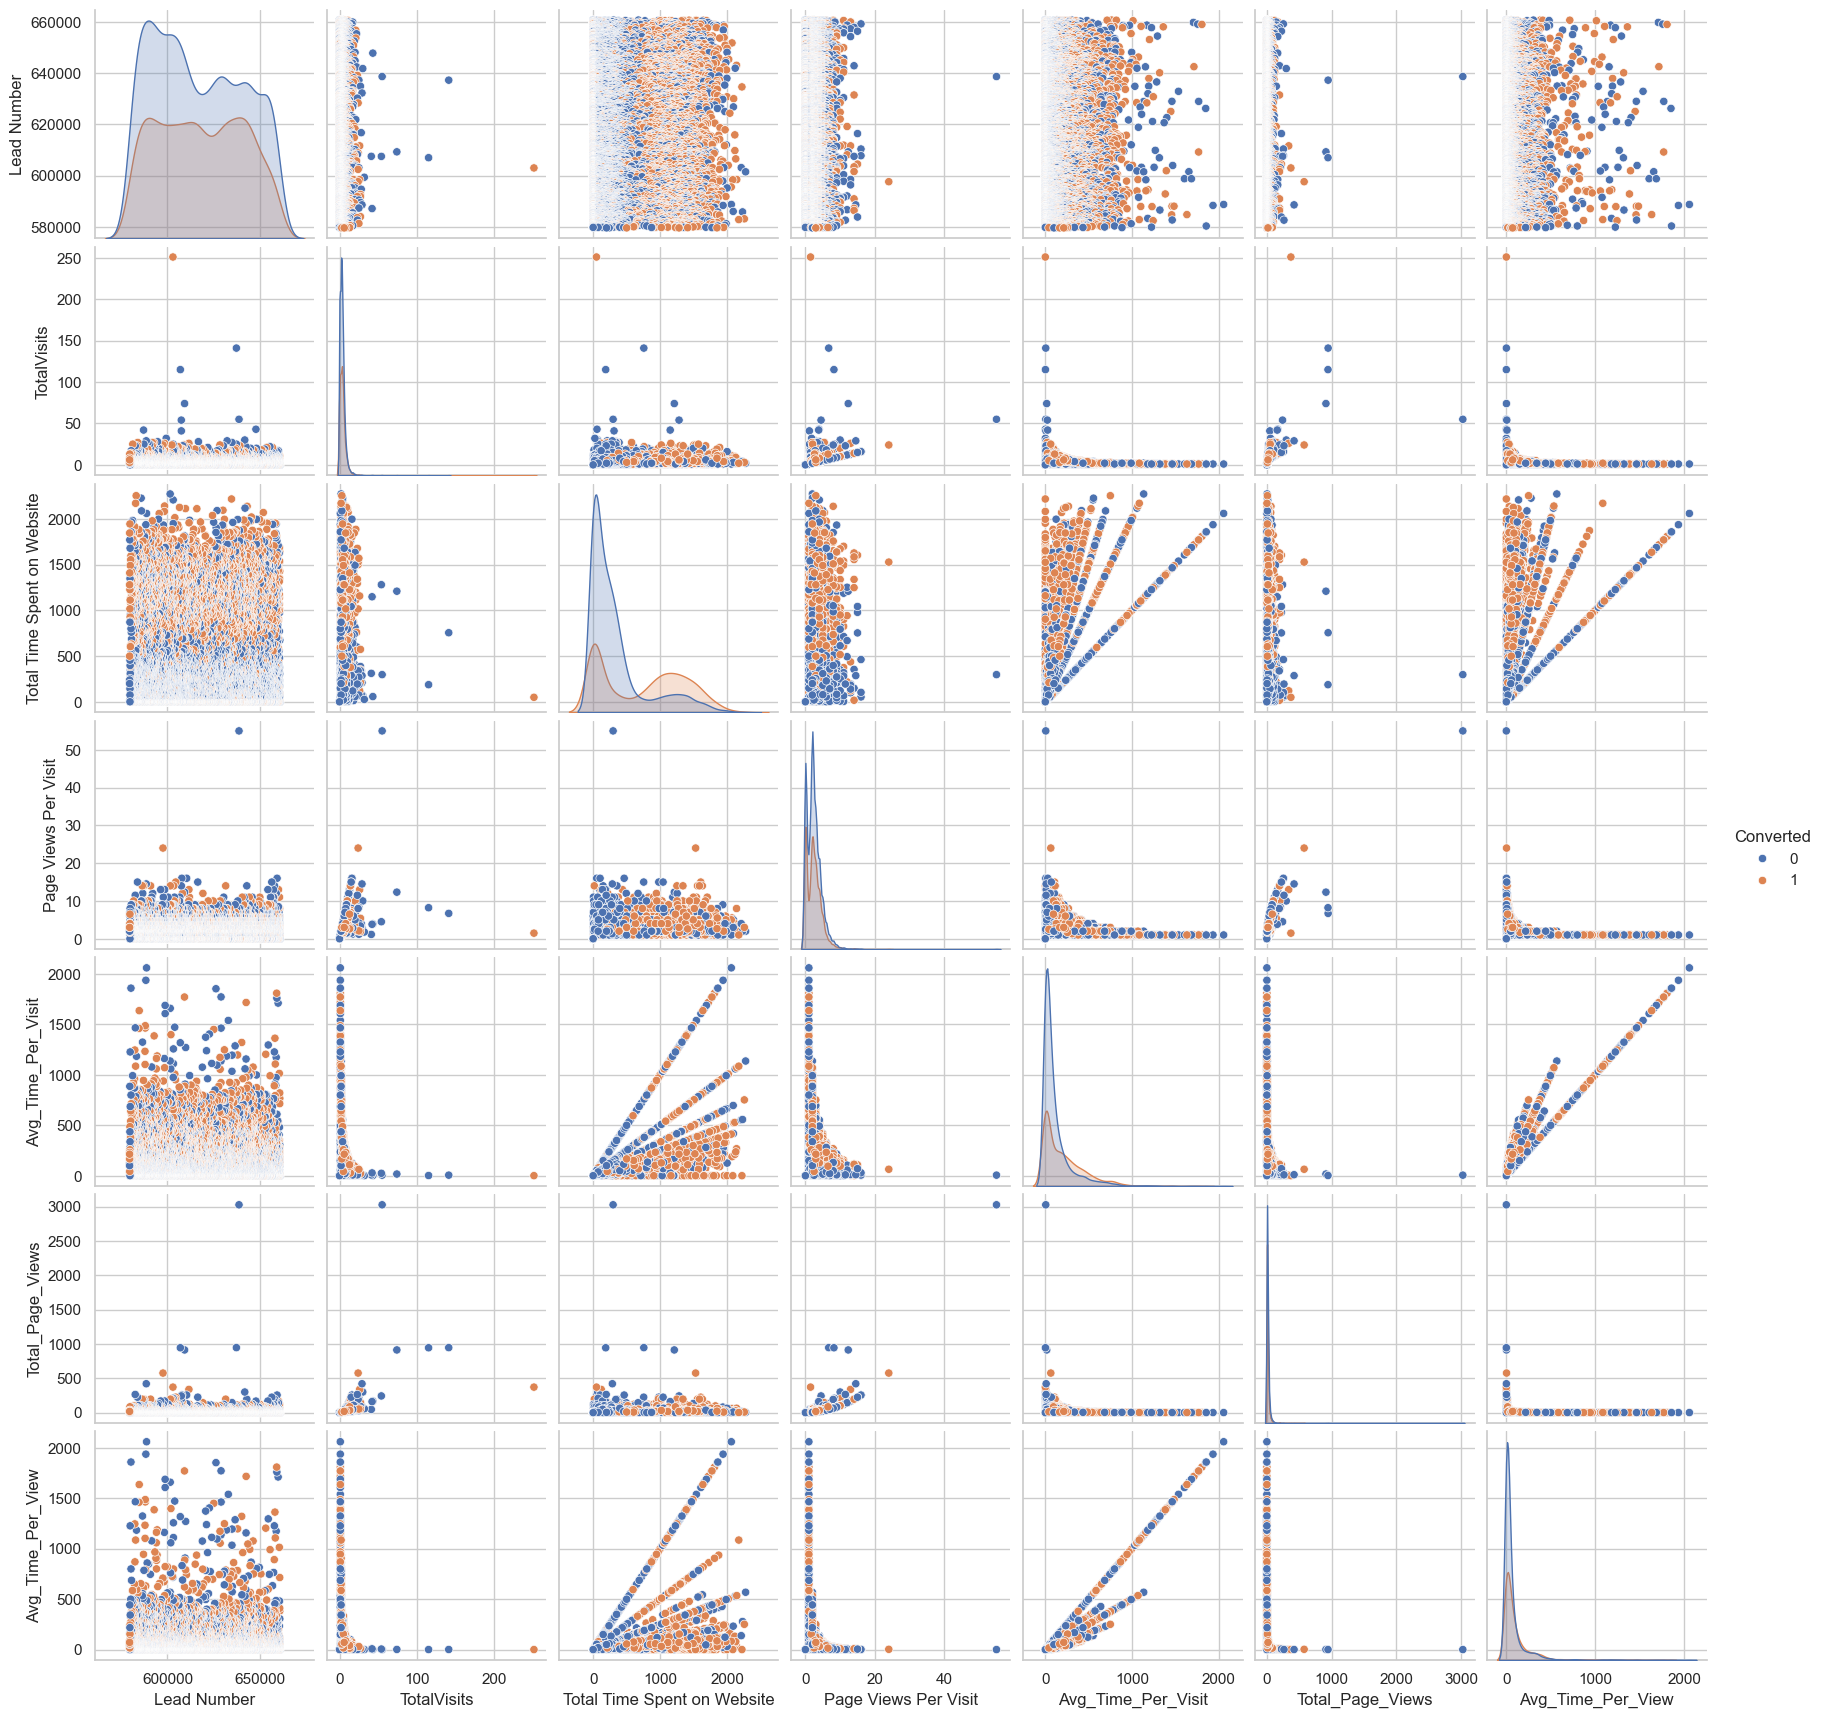 660000
640000
620000
600000
580000
Lead Number
250
200
150
100
50
0
TotalVisits
2000
1500
1000
500
0
Total Time Spent on Website
50
40
30
20
10
0
Page Views Per Visit
Converted
0
1
2000
1500
1000
500
0
Avg_Time_Per_Visit
3000
2500
2000
1500
1000
500
0
Total_Page_Views
2000
1500
1000
500
0
Avg_Time_Per_View
600000 650000
Lead Number
0 200
TotalVisits
0 1000 2000
Total Time Spent on Website
0 20 40
Page Views Per Visit
0 1000 2000
Avg_Time_Per_Visit
0 1000 2000 3000
Total_Page_Views
0 1000 2000
Avg_Time_Per_View